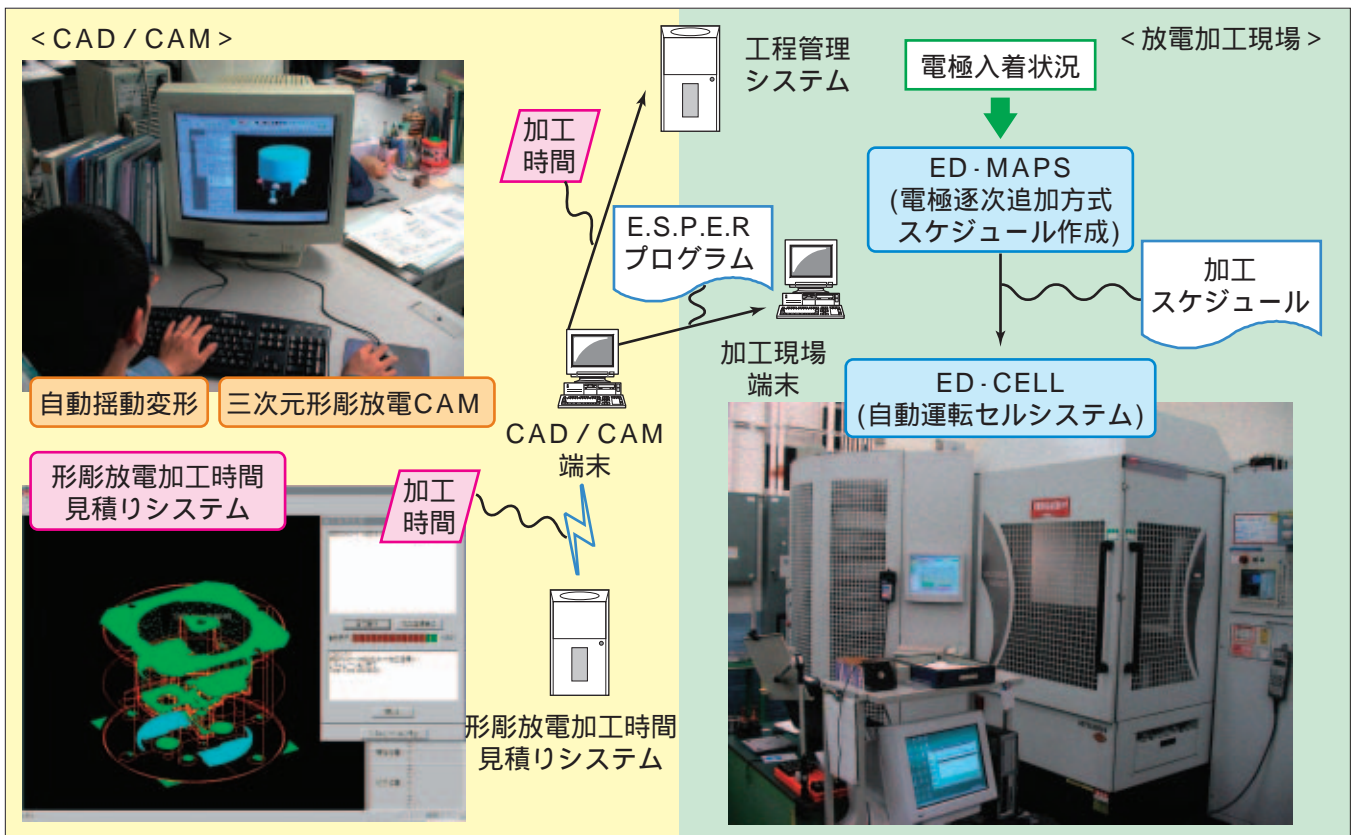 ＜CAD / CAM＞
工程管理
システム
＜放電加工現場＞
電極入着状況
加工
時間
ED-MAPS
(電極逐次追加方式
スケジュール作成)
E.S.P.E.R
プログラム
加工
スケジュール
加工現場
端末
ED-CELL
(自動運転セルシステム)
自動揺動変形
三次元形彫放電CAM
CAD / CAM
端末
形彫放電加工時間
見積りシステム
加工
時間
形彫放電加工時間
見積りシステム